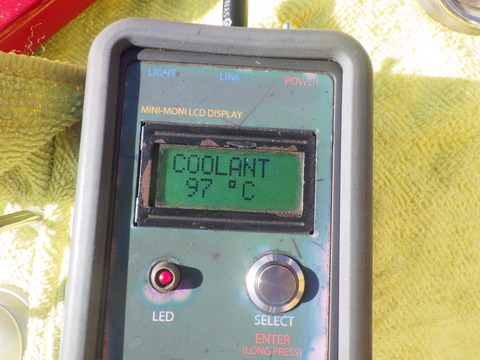 LIGHT LINK POWER
MINI-MONI LCD DISPLAY
COOLANT
97 °C
LED SELECT
ENTER
(LONG PRESS)